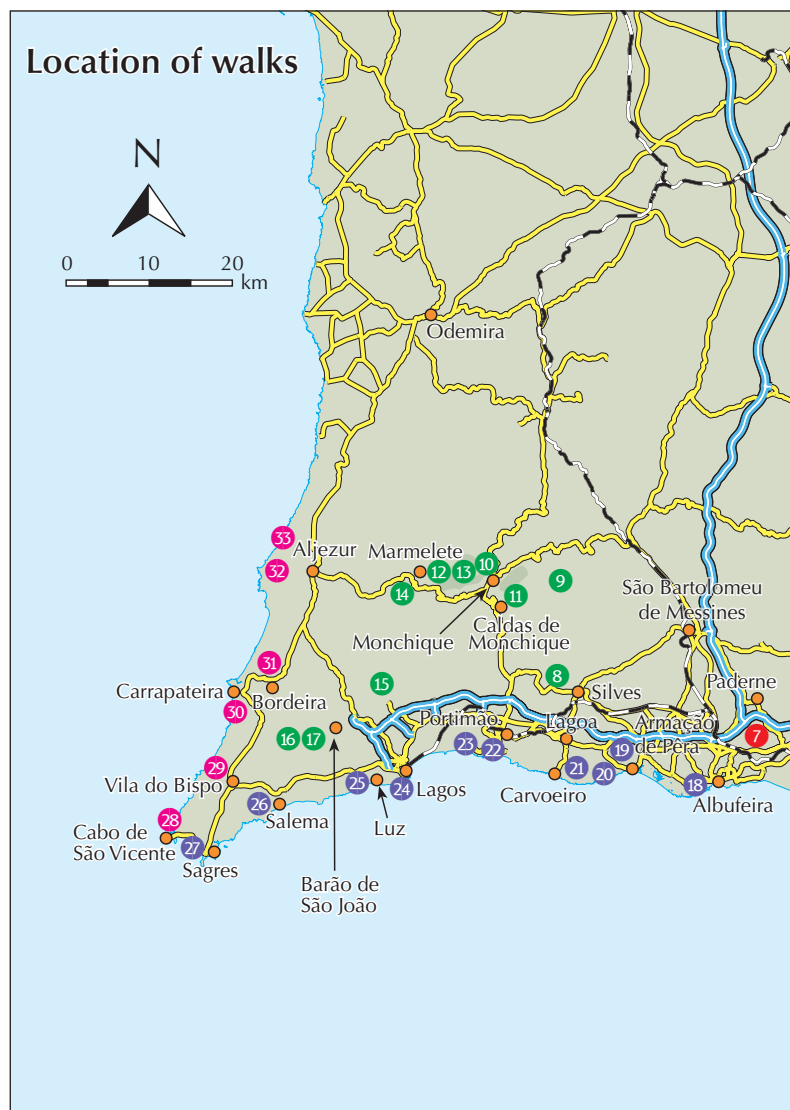 Location of walks
N
0 10 20
km
Odemira
33
Aljezur
Marmelete
32
12
13
10
9
14
11
São Bartolomeu
de Messines
Monchique
Caldas de
Monchique
31
15
8
Carrapateira
Bordeira
Silves
Paderne
30
Portimão
Lagoa
Armação
de Pêra
7
16
17
23
22
19
29
Vila do Bispo
25
24
Lagos
21
20
18
Carvoeiro
Albufeira
26
Salema
Luz
28
Cabo de
São Vicente
27
Sagres
Barão de
São João